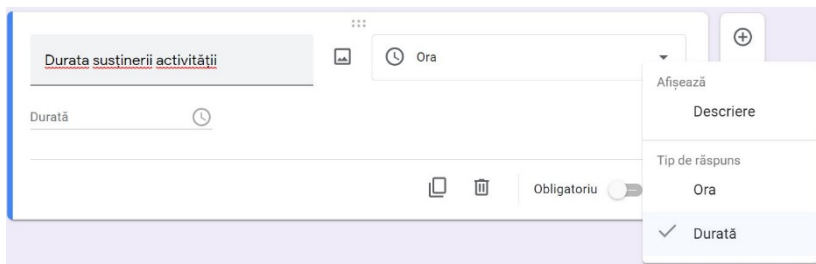 Durata susținerii activității
Ora
Durată
Obligatoriu
Afișează
Descriere
Tip de răspuns
Ora
Durată